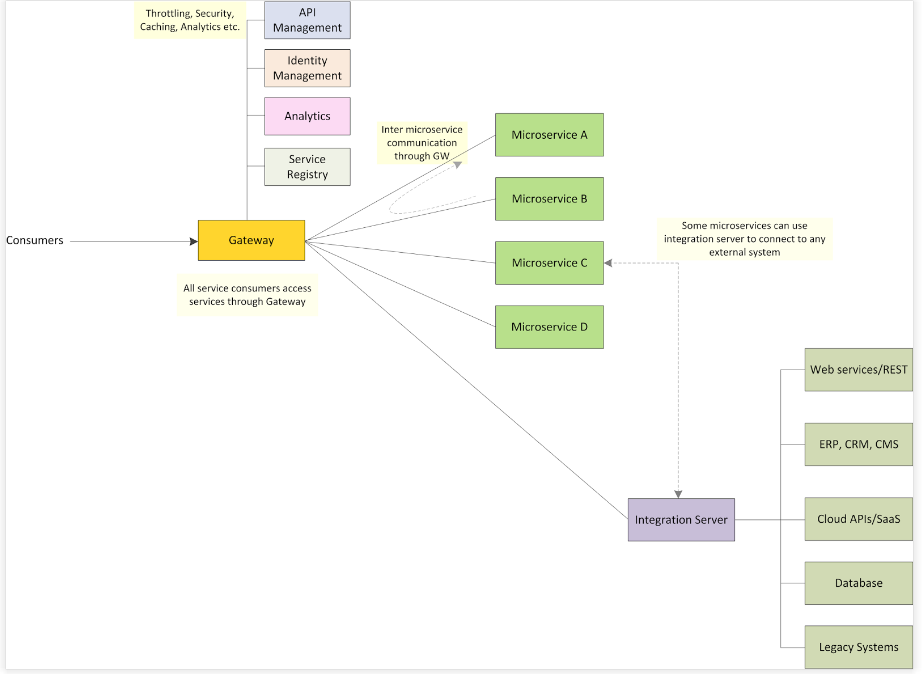 Throttling, Security,
Caching, Analytics etc.
API
Management
Identity
Management
Analytics
Service
Registry
Inter microservice
communication
through GW
Microservice A
Microservice B
Some microservices can use
integration server to connect to any
external system
Consumers
Gateway
Microservice C
All service consumers access
services through Gateway
Microservice D
Web services/REST
ERP, CRM, CMS
Integration Server
Cloud APIs/SaaS
Database
Legacy Systems